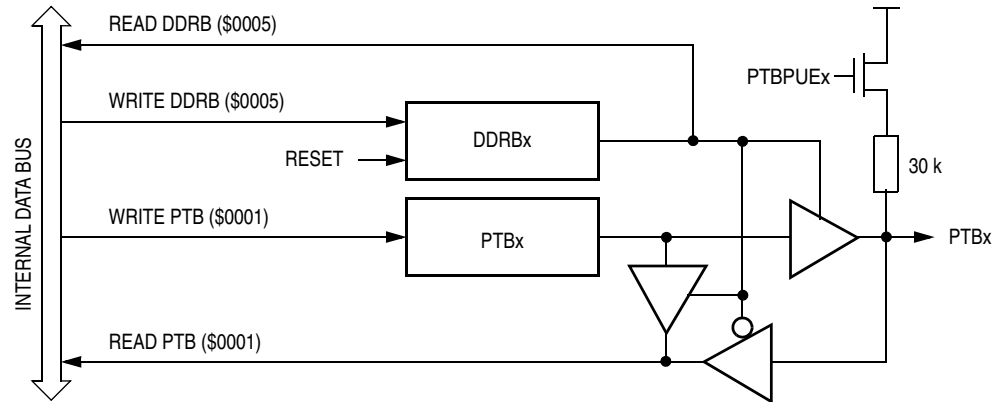 READ DDRB ($0005)
PTBPUEx
WRITE DDRB ($0005)
DDRBx
RESET
30 k
WRITE PTB ($0001)
PTBx
PTBx
INTERNAL DATA BUS
READ PTB ($0001)